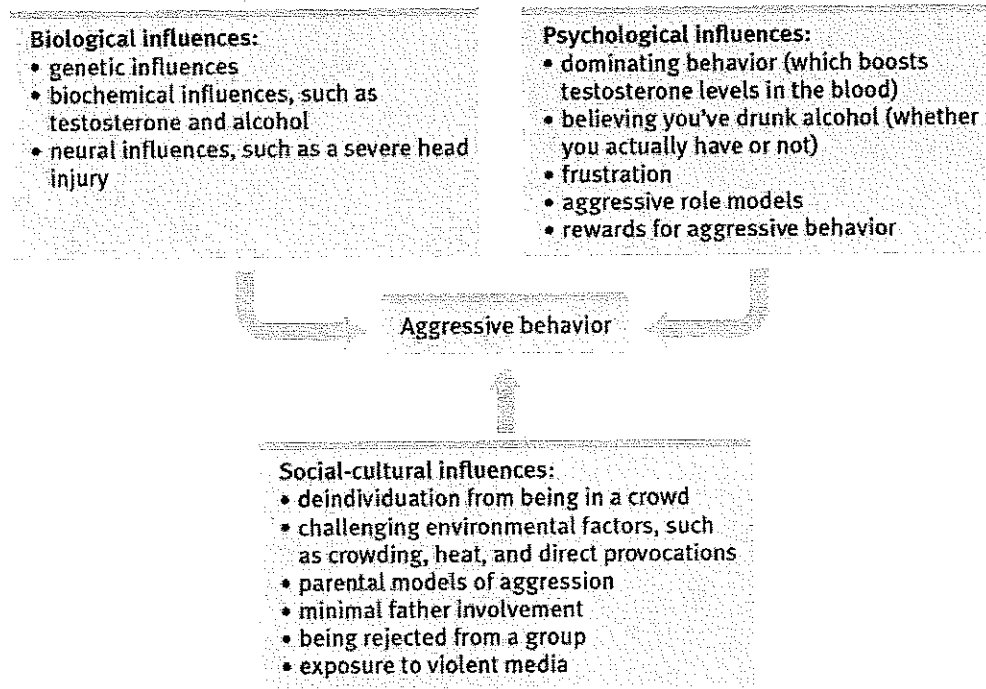 Biological influences:
• genetic influences
• biochemical influences, such as
testosterone and alcohol
• neural influences, such as a severe head
injury
Psychological influences:
• dominating behavior (which boosts
testosterone levels in the blood)
• believing you've drunk alcohol (whether
you actually have or not)
• frustration
• aggressive role models
• rewards for aggressive behavior
Aggressive behavior
Social-cultural influences:
• deindividuation from being in a crowd
• challenging environmental factors, such
as crowding, heat, and direct provocations
• parental models of aggression
• minimal father involvement
• being rejected from a group
• exposure to violent media